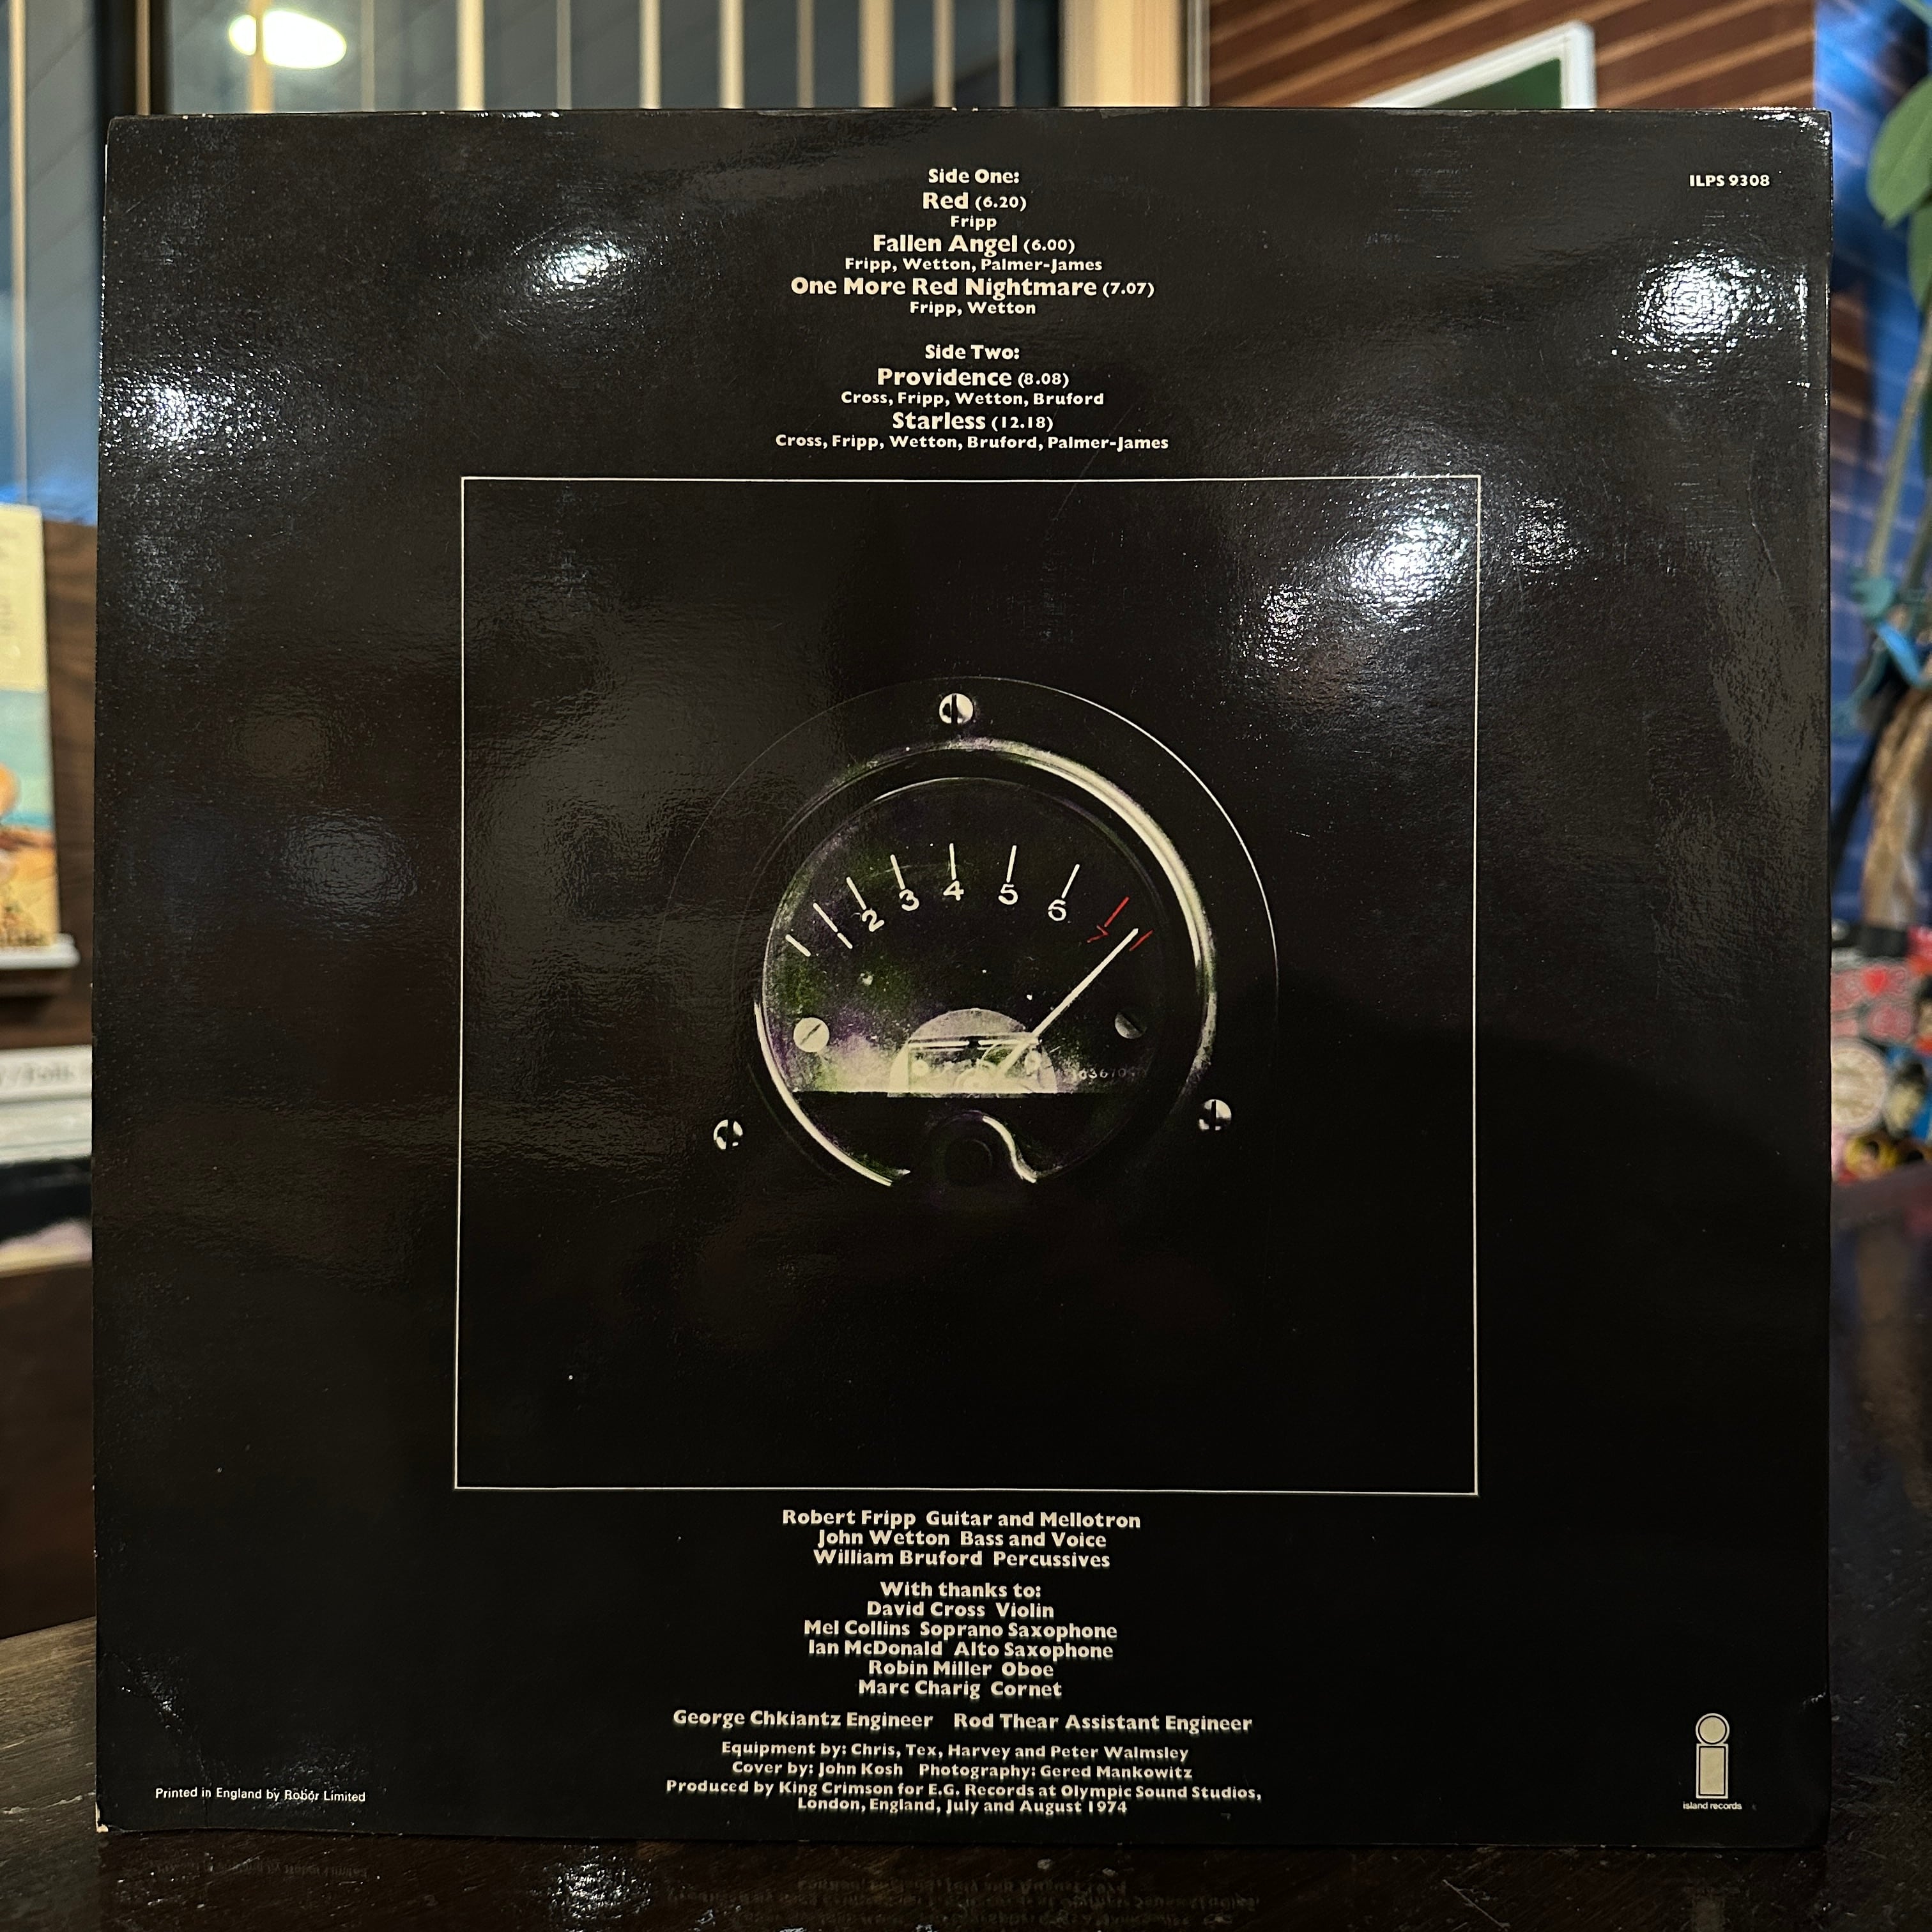 Side One:
ILPS 9308
Red (6.20)
Fripp
Fallen Angel (6.00)
Fripp, Wetton, Palmer-James
One More Red Nightmare (7.07)
Fripp, Wetton
Side Two:
Providence (8.08)
Cross, Fripp, Wetton, Bruford
Starless (12.18)
Cross, Fripp, Wetton, Bruford, Palmer-James
2 3 4 5 6 7
Robert Fripp Guitar and Mellotron
John Wetton Bass and Voice
William Bruford Percussives
With thanks to:
David Cross Violin
Mel Collins Soprano Saxophone
Ian McDonald Alto Saxophone
Robin Miller Oboe
Marc Charig Cornet
George Chkiantz Engineer Rod Thear Assistant Engineer
Equipment by: Chris, Tex, Harvey and Peter Walmsley
Cover by: John Kosh Photography: Gered Mankowitz
Produced by King Crimson for E.G. Records at Olympic Sound Studios,
London, England, July and August 1974
Printed in England by Robor Limited
island records